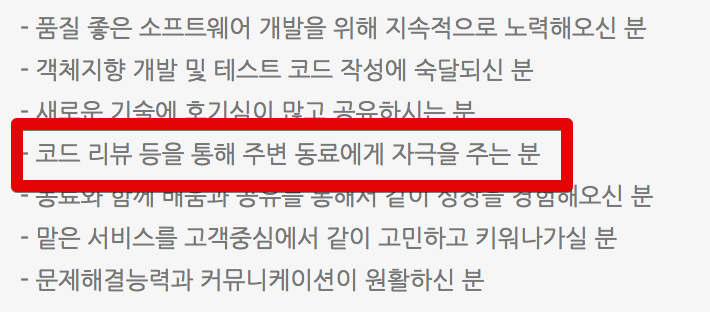 - 품질 좋은 소프트웨어 개발을 위해 지속적으로 노력해오신 분
- 객체지향 개발 및 테스트 코드 작성에 숙달되신 분
- 새로운 기술에 호기심이 많고 공유하시는 분
- 코드 리뷰 등을 통해 주변 동료에게 자극을 주는 분
- 동료와 함께 배움과 공유를 통해서 같이 성장을 경험해오신 분
- 맡은 서비스를 고객중심에서 같이 고민하고 키워나가실 분
- 문제해결능력과 커뮤니케이션이 원활하신 분